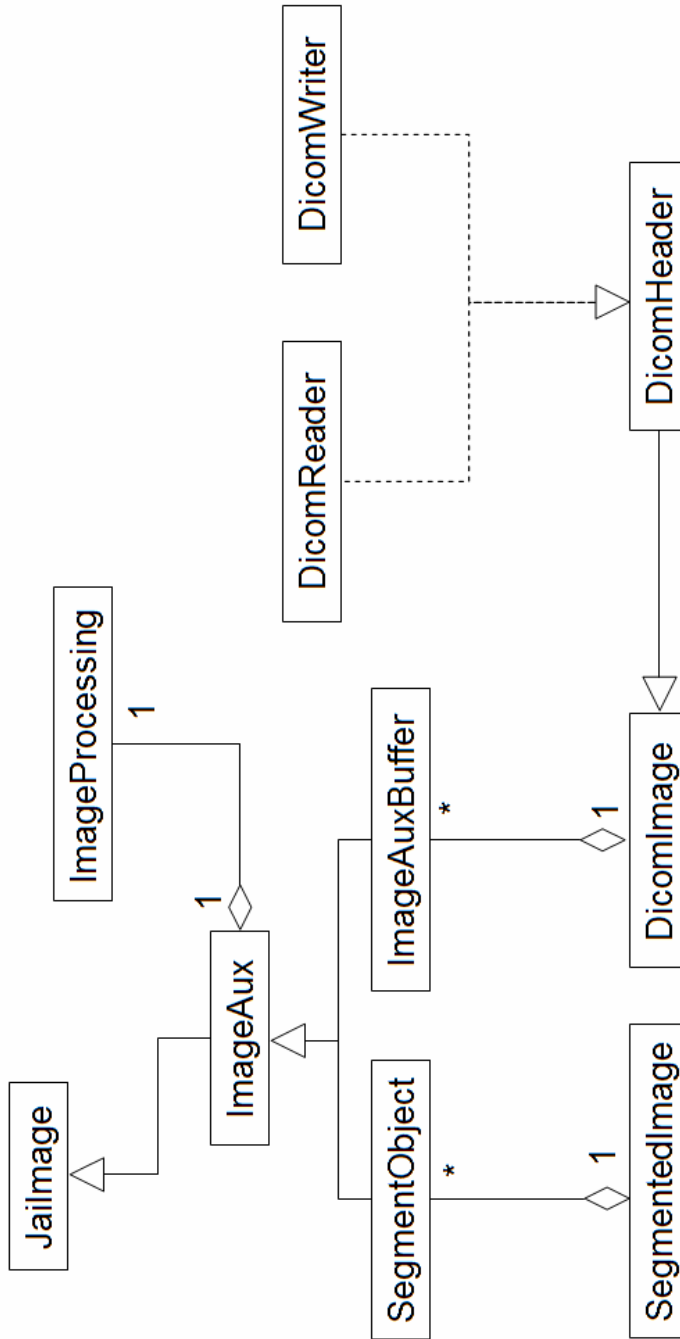 JaiImage
ImageProcessing
1
1
ImageAux
DicomReader
DicomWriter
SegmentObject
ImageAuxBuffer
*
*
1
1
SegmentedImage
DicomImage
DicomHeader